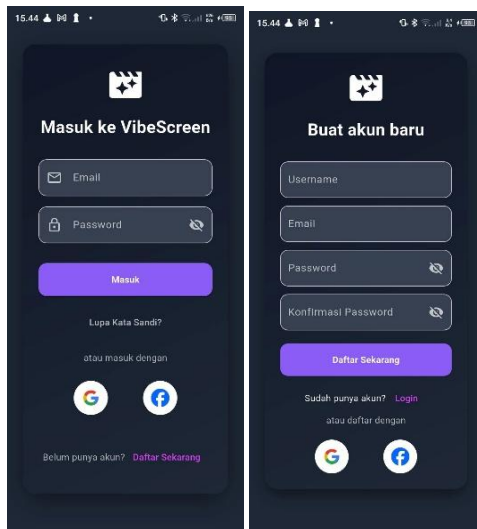 15.44
Masuk ke VibeScreen
Email
Password
Masuk
Lupa Kata Sandi?
atau masuk dengan
Belum punya akun? Daftar Sekarang
15.44
Buat akun baru
Username
Email
Password
Konfirmasi Password
Daftar Sekarang
Sudah punya akun? Login
atau daftar dengan